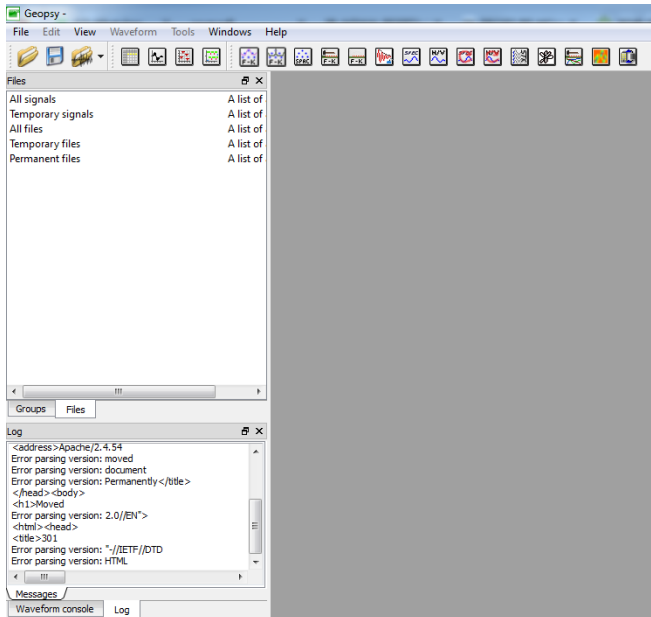 Geopsy -
File Edit View Waveform Tools Windows Help
Files
All signals A list of
Temporary signals A list of
All files A list of
Temporary files A list of
Permanent files A list of
Groups Files
Log
<address>Apache/2.4.54
Error parsing version: moved
Error parsing version: document
Error parsing version: Permanently</title>
</head><body>
<h1>Moved
Error parsing version: 2.0//EN">
<html><head>
<title>301
Error parsing version: "-//IETF//DTD
Error parsing version: HTML
Messages
Waveform console Log